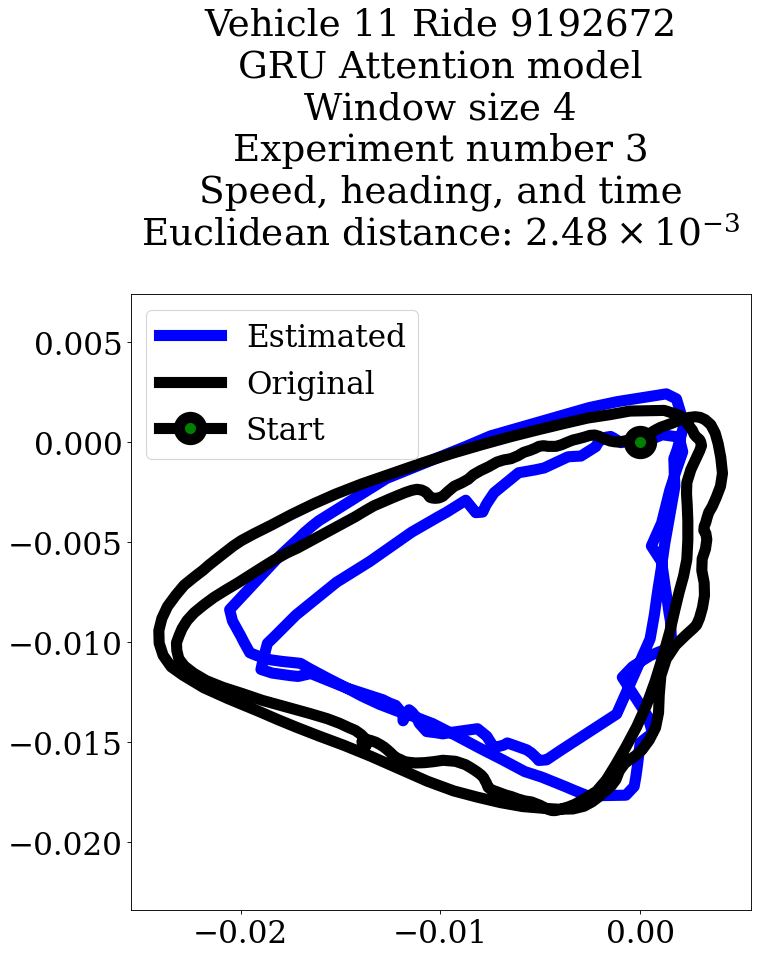 Vehicle 11 Ride 9192672
GRU Attention model
Window size 4
Experiment number 3
Speed, heading, and time
Euclidean distance: 2.48 × 10⁻³
Estimated
Original
Start
0.005
0.000
−0.005
−0.010
−0.015
−0.020
−0.02 −0.01 0.00